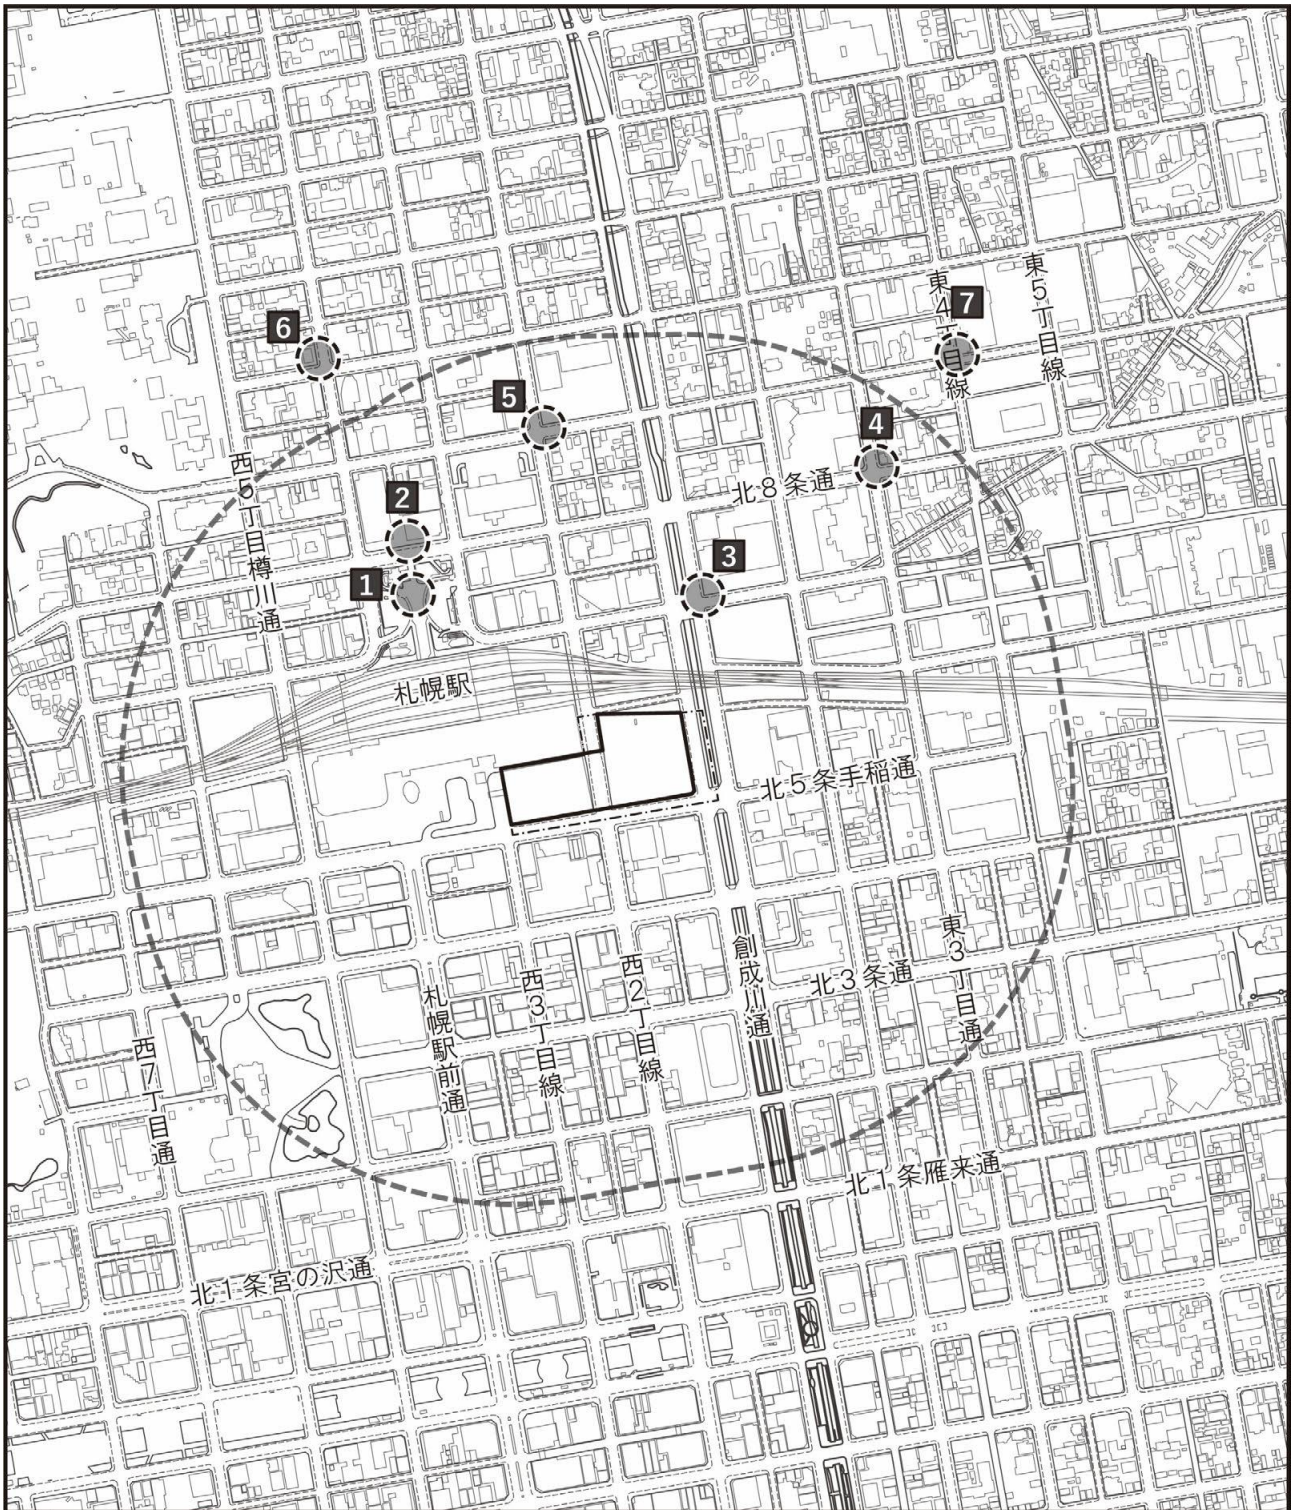 東5丁目線
東4丁目線
7
6
5
4
西5丁目樽川通
北8条通
2
3
1
札幌駅
北5条手稲通
東3丁目通
創成川通
北3条通
西2丁目線
西3丁目線
札幌駅前通
西7丁目通
北1条雁来通
北1条宮の沢通